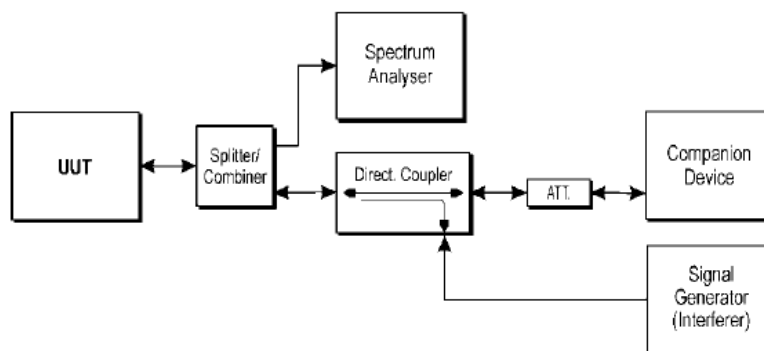 Spectrum
Analyser
UUT
Splitter/
Combiner
Direct. Coupler
ATT.
Companion
Device
Signal
Generator
(Interferer)